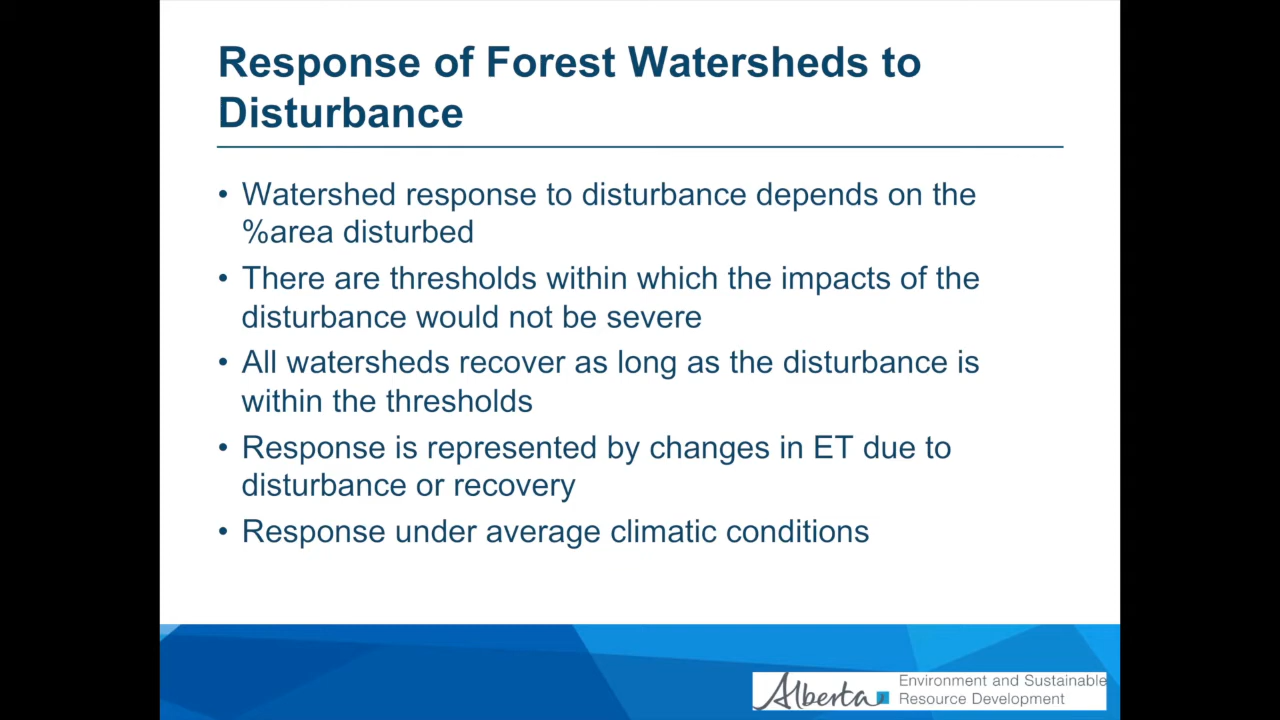 Response of Forest Watersheds to
Disturbance
• Watershed response to disturbance depends on the
%area disturbed
• There are thresholds within which the impacts of the
disturbance would not be severe
• All watersheds recover as long as the disturbance is
within the thresholds
• Response is represented by changes in ET due to
disturbance or recovery
• Response under average climatic conditions
Alberta
Environment and Sustainable
Resource Development